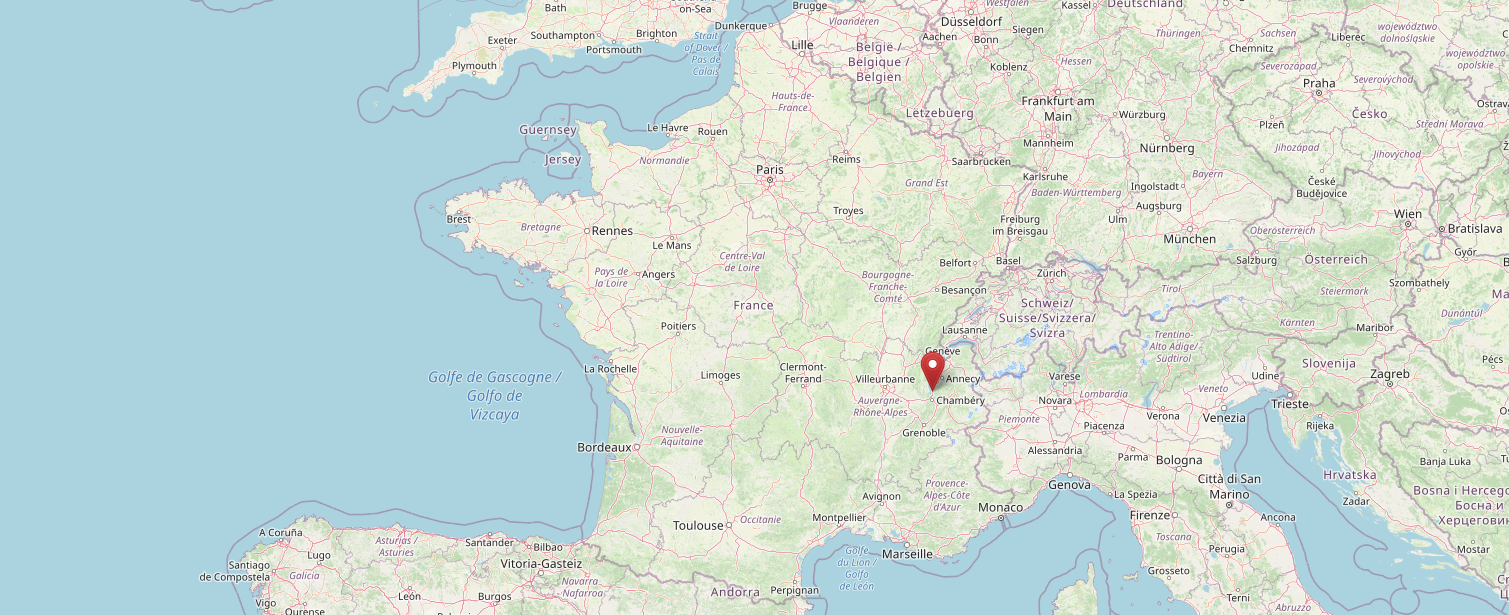 Bath
on-Sea
Dunkerque
Brugge
Vlaanderen
Düsseldorf
Westfalen
Kassel
Deutschland
Exeter
Southampton
Brighton
Portsmouth
Strait
of Dover /
Pas de
Calais
Lille
België /
Belgique /
Belgien
Aachen
Bonn
Siegen
Thüringen
Sachsen
Chemnitz
Liberec
województwo
dolnośląskie
województwo
opolskie
Plymouth
Koblenz
Hessen
Severozápad
Severovýchod
Praha
Hauts-de-
France
Letzebuerg
Frankfurt am
Main
Würzburg
Plzeň
Česko
Ostrava
Střední Morava
Guernsey
Le Havre
Rouen
Mannheim
Nürnberg
Jihozápad
Jihovýchod
Jersey
Normandie
Paris
Reims
Saarbrücken
Karlsruhe
Baden-Württemberg
Ingolstadt
Bayern
České
Budějovice
Grand Est
Brest
Bretagne
Rennes
Le Mans
Troyes
Freiburg
im Breisgau
Ulm
Augsburg
München
Oberösterreich
Wien
Bratislava
Centre-Val
de Loire
Belfort
Basel
Zürich
Salzburg
Österreich
Győr
Pays de
la Loire
Angers
Bourgogne-
Franche-
Comté
Besançon
Tirol
Steiermark
Szombathely
France
Schweiz/
Suisse/Svizzera/
Svizra
Dunántúl
Poitiers
Lausanne
Kärnten
Maribor
Trentino-
Alto Adige/
Südtirol
Genève
Slovenija
Pécs
Golfe de Gascogne /
Golfo de
Vizcaya
La Rochelle
Limoges
Clermont-
Ferrand
Villeurbanne
Annecy
Varese
Udine
Zagreb
Auvergne-
Rhône-Alpes
Chambéry
Novara
Lombardia
Veneto
Trieste
Piemonte
Piacenza
Verona
Venezia
Rijeka
Nouvelle-
Aquitaine
Grenoble
Bordeaux
Alessandria
Parma
Bologna
Banja Luka
Provence-
Alpes-Côte
d'Azur
Genova
Città di San
Marino
Hrvatska
Avignon
La Spezia
Zadar
Bosna i Herceg
Босна и
Херцеговин
Monaco
Firenze
Ancona
Toulouse
Occitanie
Montpellier
Toscana
A Coruña
Asturias /
Asturies
Santander
Bilbao
Marseille
Perugia
Mostar
Lugo
Santiago
de Compostela
Galicia
Vitoria-Gasteiz
Golfe
du Lion /
Golfo
de León
Grosseto
León
Burgos
Navarra -
Nafarroa
Andorra
Perpignan
Terni
Vigo
Ourense
Abruzzo